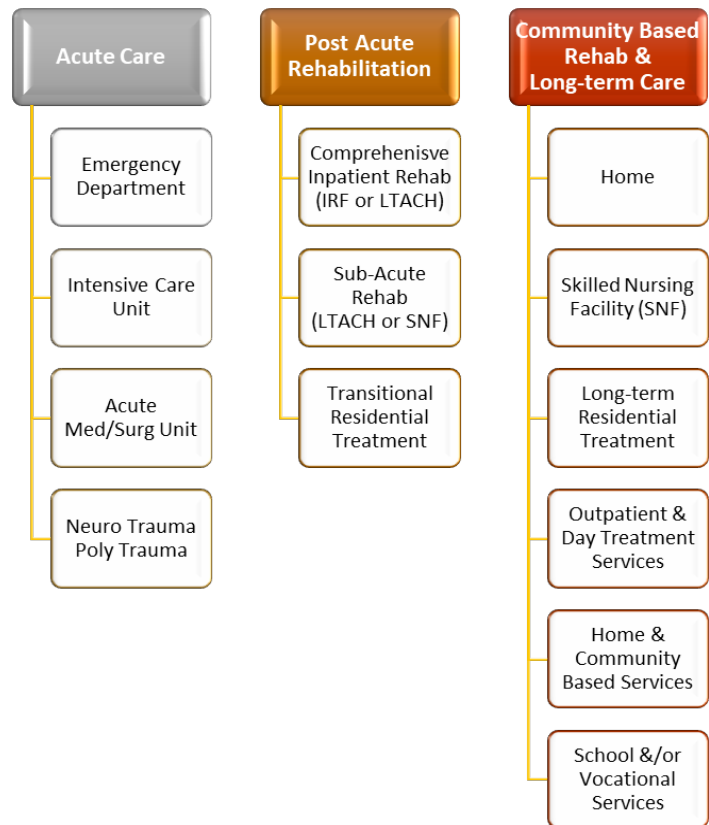 Acute Care
Emergency
Department
Intensive Care
Unit
Acute
Med/Surg Unit
Neuro Trauma
Poly Trauma
Post Acute
Rehabilitation
Comprehenisve
Inpatient Rehab
(IRF or LTACH)
Sub-Acute
Rehab
(LTACH or SNF)
Transitional
Residential
Treatment
Community Based
Rehab &
Long-term Care
Home
Skilled Nursing
Facility (SNF)
Long-term
Residential
Treatment
Outpatient &
Day Treatment
Services
Home &
Community
Based Services
School &/or
Vocational
Services